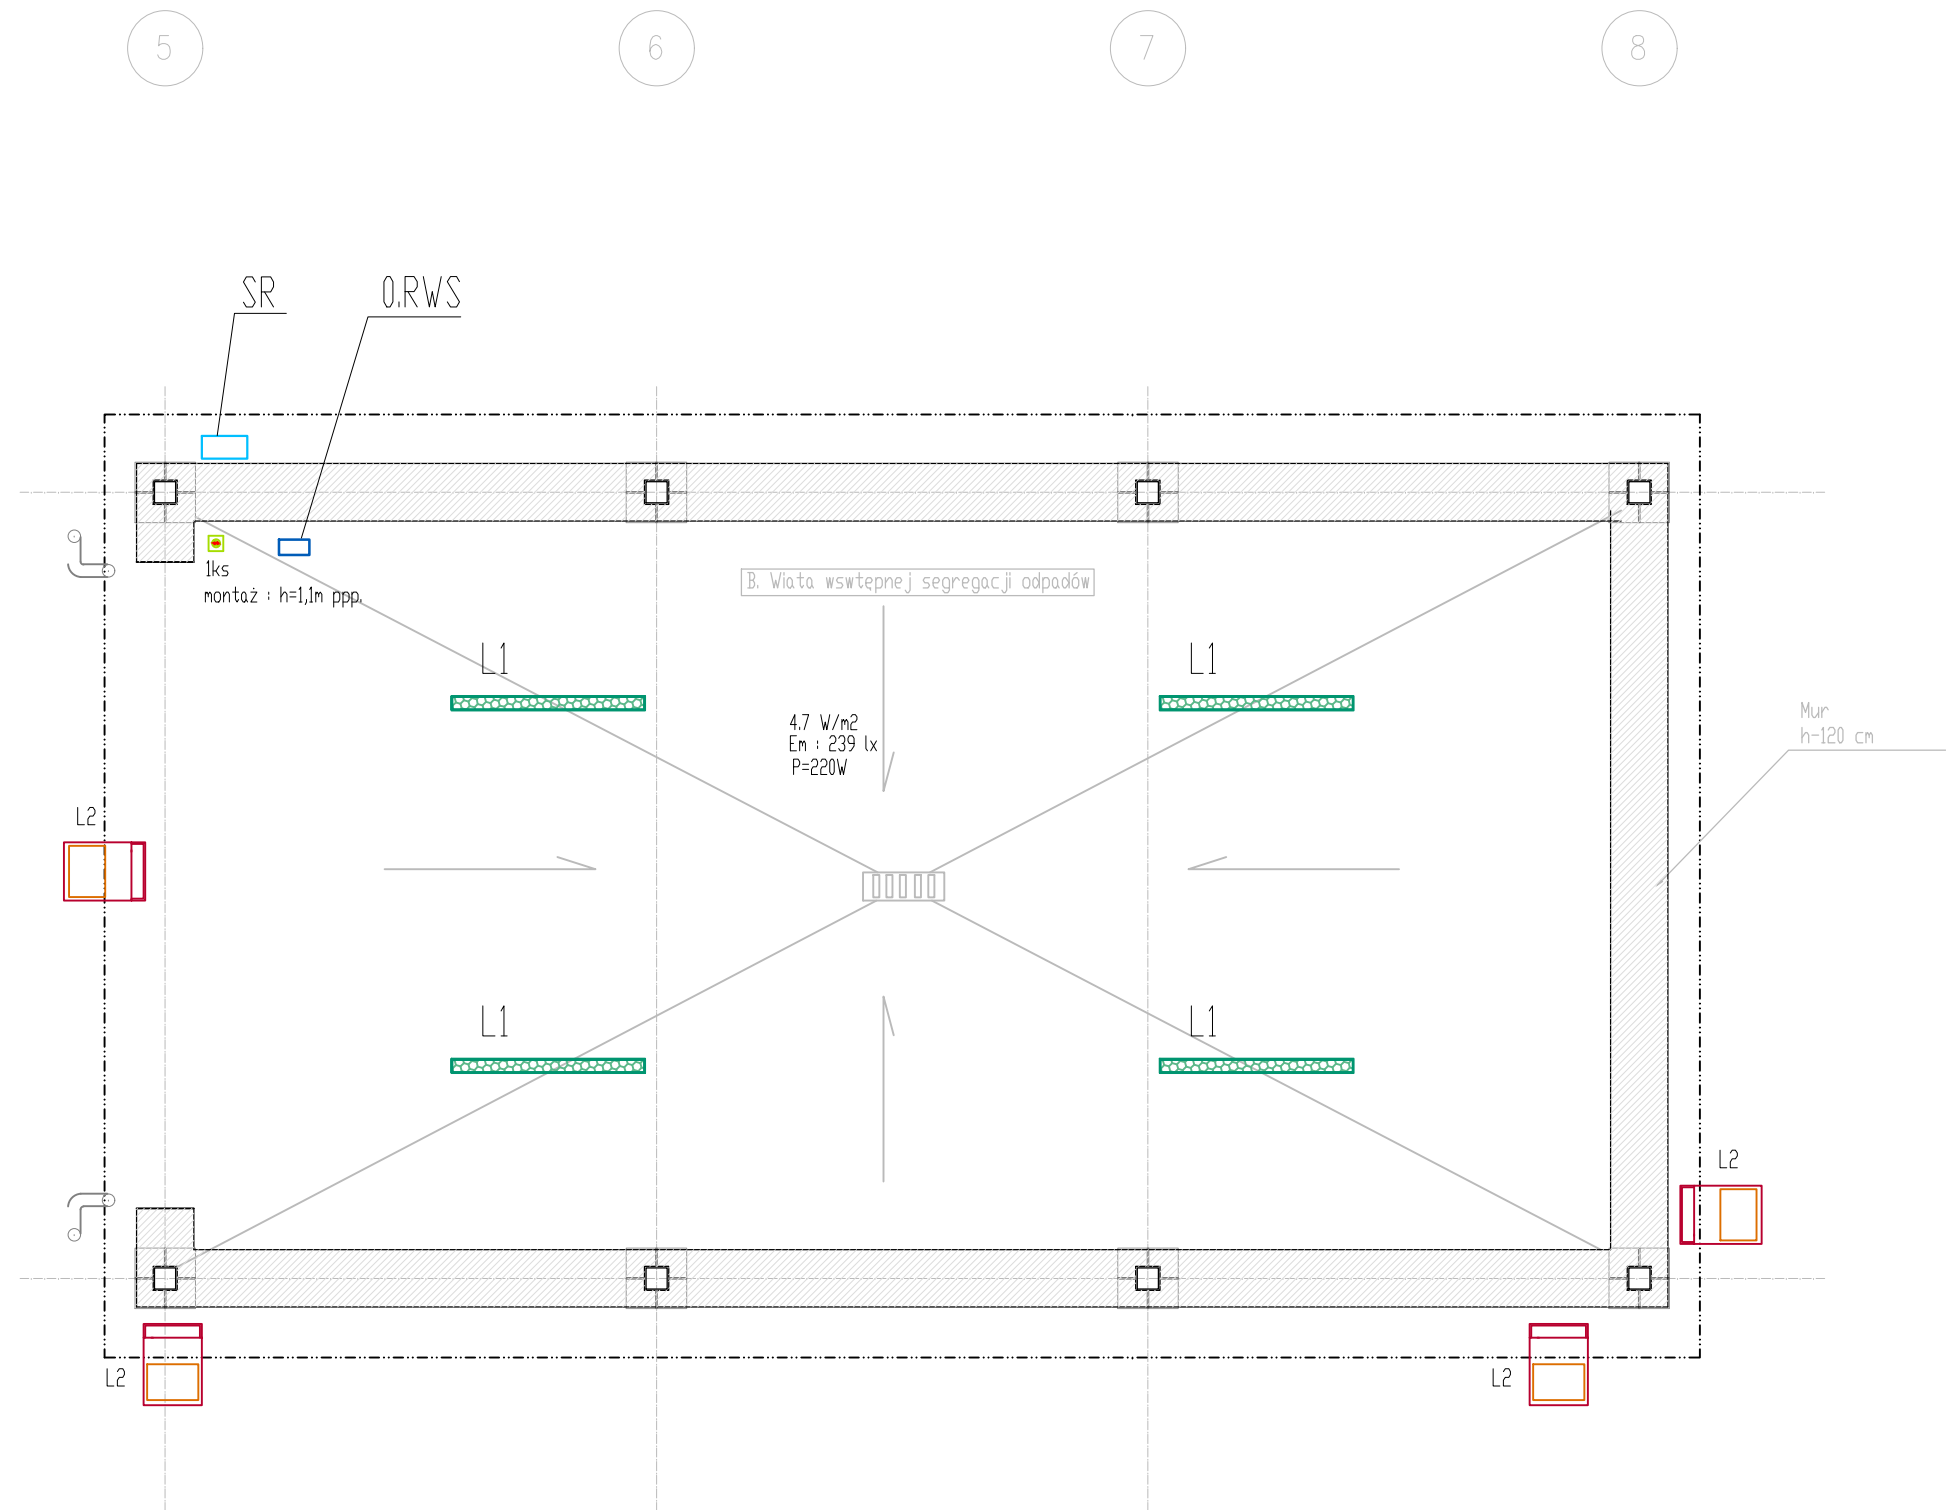 5
6
7
8
SR
0.RWS
1ks
montaż : h=1,1m ppp.
B. Wiata wswtępnej segregacji odpadów
L1
L1
4.7 W/m2
Em : 239 lx
P=220W
Mur
h-120 cm
L2
L1
L1
L2
L2
L2